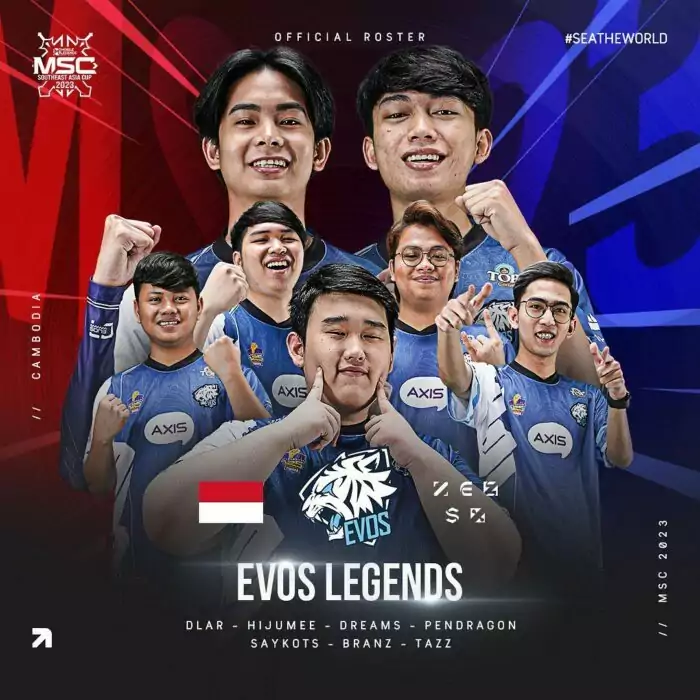 MSC
SOUTHEAST ASIA CUP
2023
OFFICIAL ROSTER
#SEATHEWORLD
// CAMBODIA
AXIS
AXIS
AXIS
AXIS
EVOS
EVOS
EVOS LEGENDS
DLAR - HIJUMEE - DREAMS - PENDRAGON
SAYKOTS - BRANZ - TAZZ
// MSC 2023